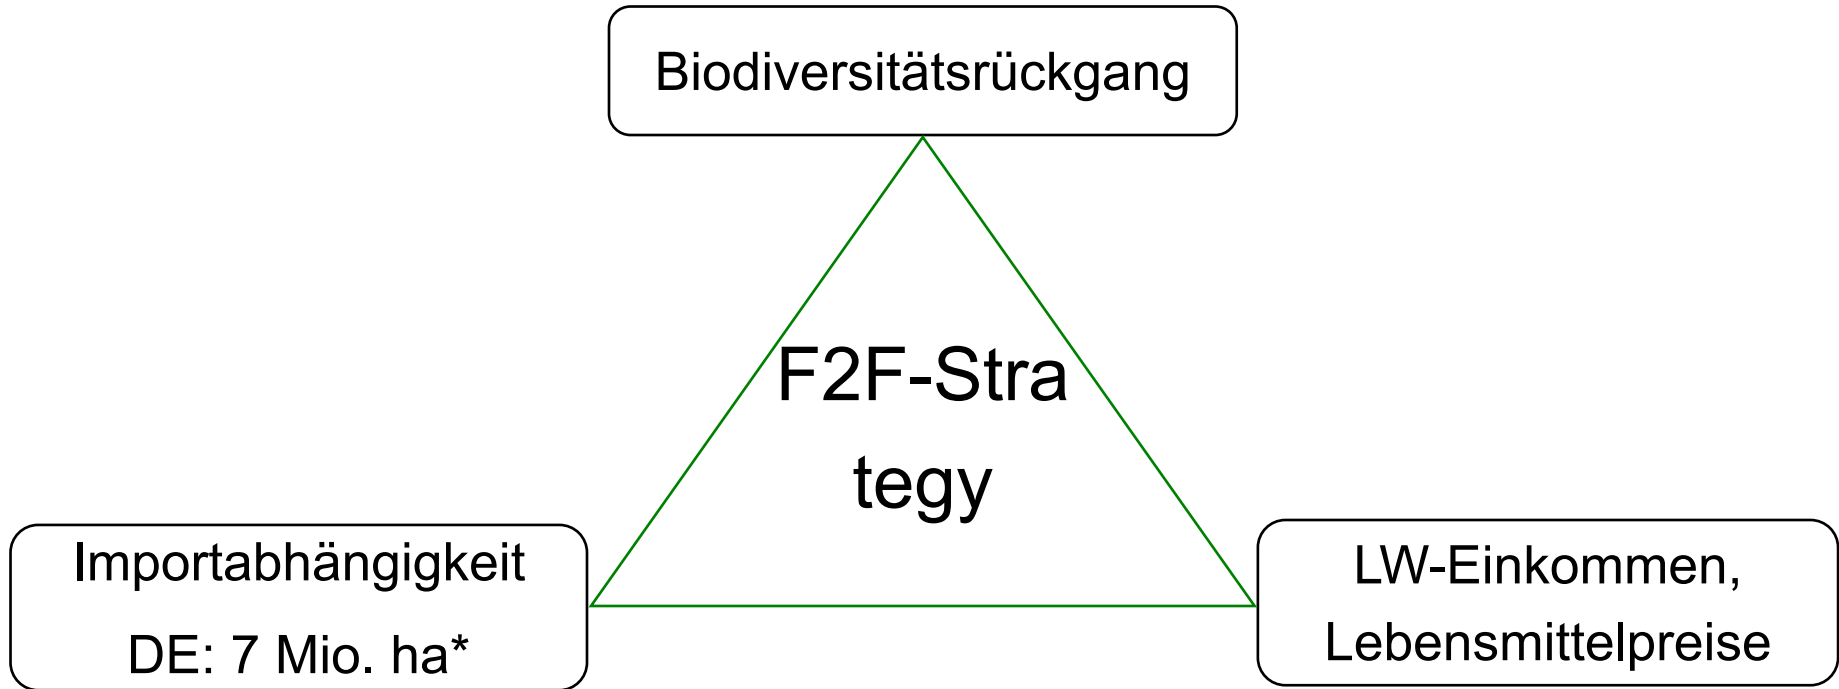 Biodiversitätsrückgang
F2F-Stra
tegy
Importabhängigkeit
DE: 7 Mio. ha*
LW-Einkommen,
Lebensmittelpreise